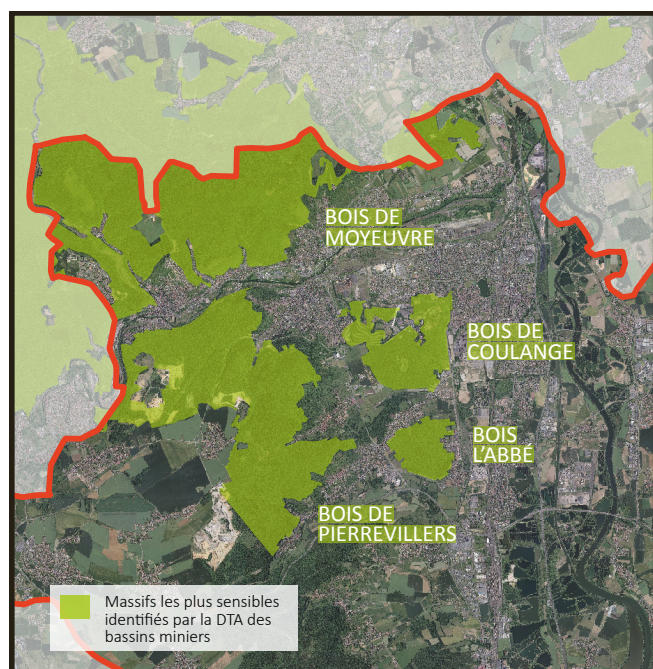 BOIS DE
MOYEUVRE
BOIS DE
COULANGE
BOIS
L'ABBÉ
BOIS DE
PIERREVILLERS
Massifs les plus sensibles
identifiés par la DTA des
bassins miniers